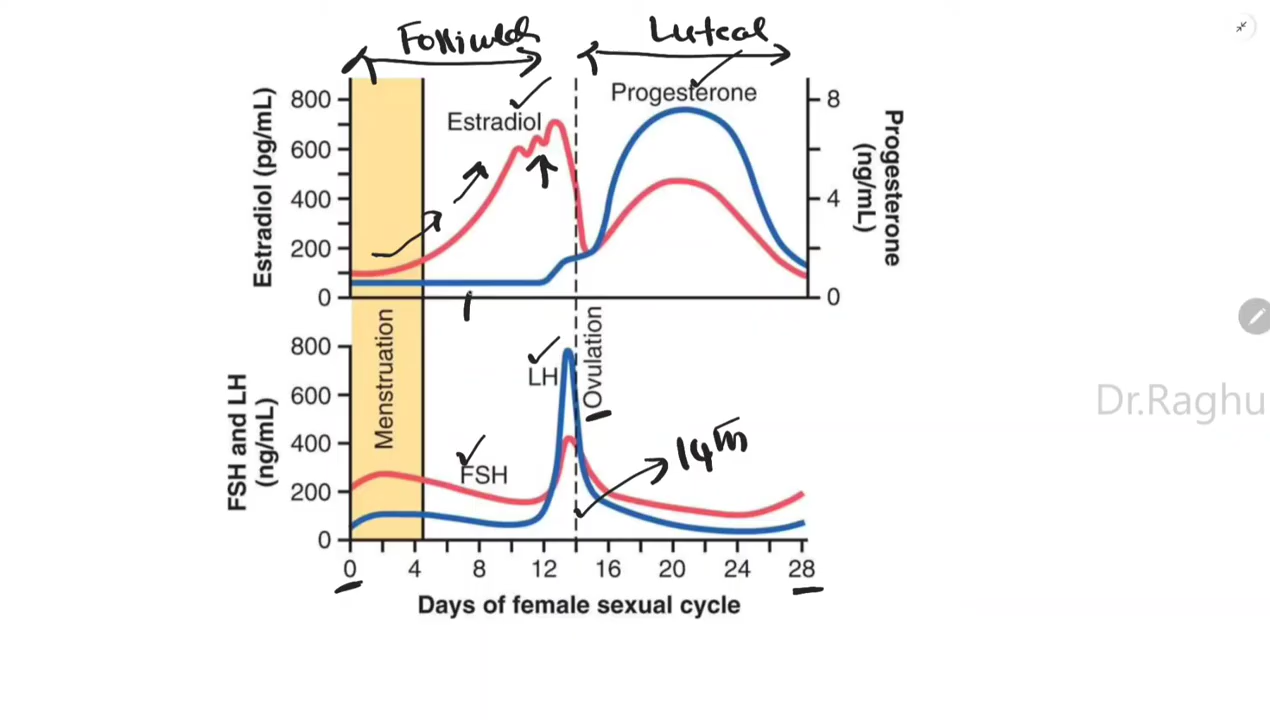 Follicular
Luteal
Estradiol (pg/mL)
800
600
400
200
0
Estradiol
Progesterone
8
4
0
Progesterone
(ng/mL)
Menstruation
Ovulation
FSH and LH
(ng/mL)
800
600
400
200
0
LH
FSH
14th
Dr.Raghu
0 4 8 12 16 20 24 28
Days of female sexual cycle